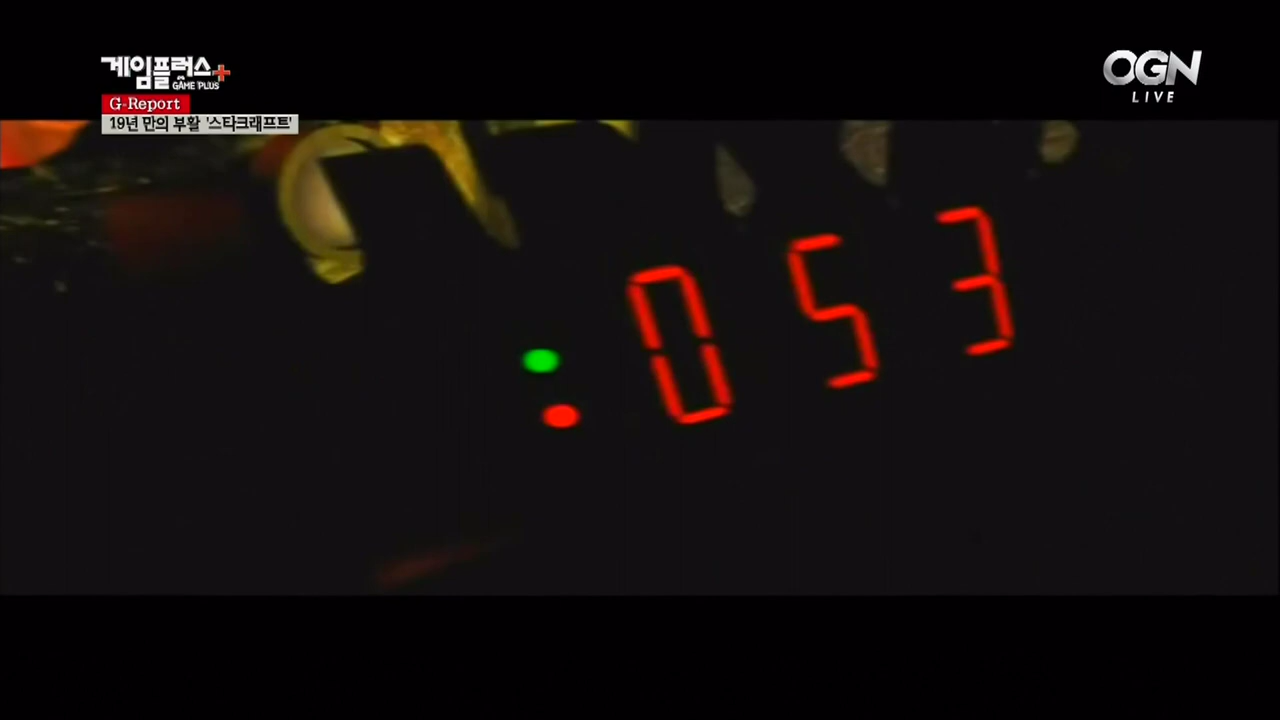 게임플러스+
GAME PLUS+
G-Report
19년 만의 부활 '스타크래프트'
OGN
LIVE
:053